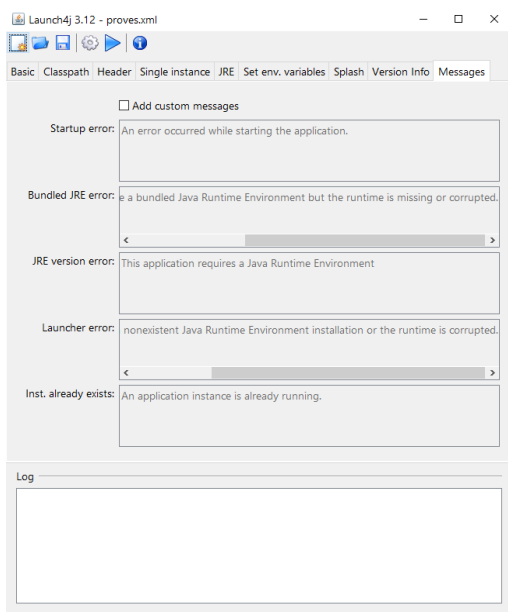 Launch4j 3.12 - proves.xml
Basic Classpath Header Single instance JRE Set env. variables Splash Version Info Messages
Add custom messages
Startup error: An error occurred while starting the application.
Bundled JRE error: e a bundled Java Runtime Environment but the runtime is missing or corrupted.
JRE version error: This application requires a Java Runtime Environment
Launcher error: nonexistent Java Runtime Environment installation or the runtime is corrupted.
Inst. already exists: An application instance is already running.
Log